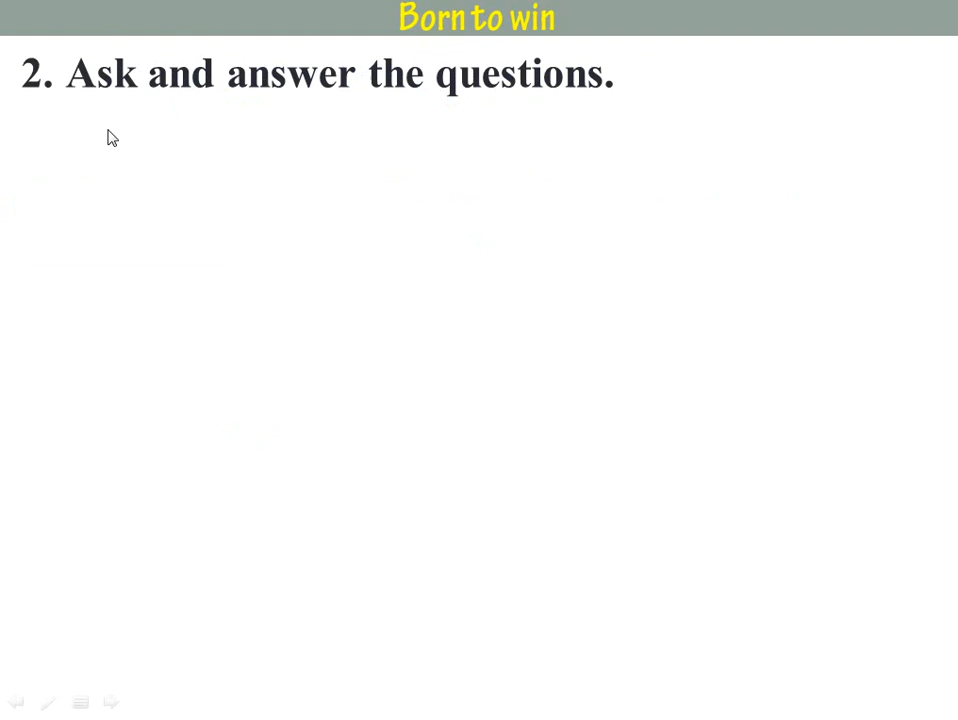 Born to win
2. Ask and answer the questions.